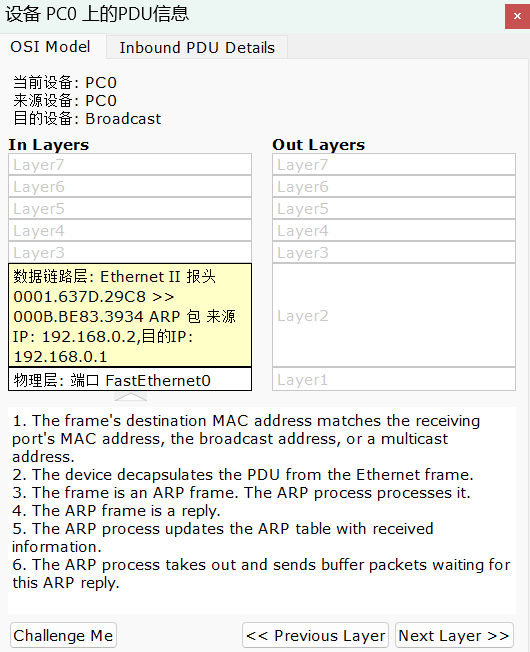 设备 PC0 上的PDU信息
×
OSI Model
Inbound PDU Details
当前设备: PC0
来源设备: PC0
目的设备: Broadcast
In Layers
Out Layers
Layer7
Layer7
Layer6
Layer6
Layer5
Layer5
Layer4
Layer4
Layer3
Layer3
数据链路层: Ethernet II 报头
0001.637D.29C8 >>
000B.BE83.3934 ARP 包 来源
IP: 192.168.0.2,目的IP:
192.168.0.1
Layer2
物理层: 端口 FastEthernet0
Layer1
1. The frame's destination MAC address matches the receiving
port's MAC address, the broadcast address, or a multicast
address.
2. The device decapsulates the PDU from the Ethernet frame.
3. The frame is an ARP frame. The ARP process processes it.
4. The ARP frame is a reply.
5. The ARP process updates the ARP table with received
information.
6. The ARP process takes out and sends buffer packets waiting for
this ARP reply.
Challenge Me
<< Previous Layer
Next Layer >>